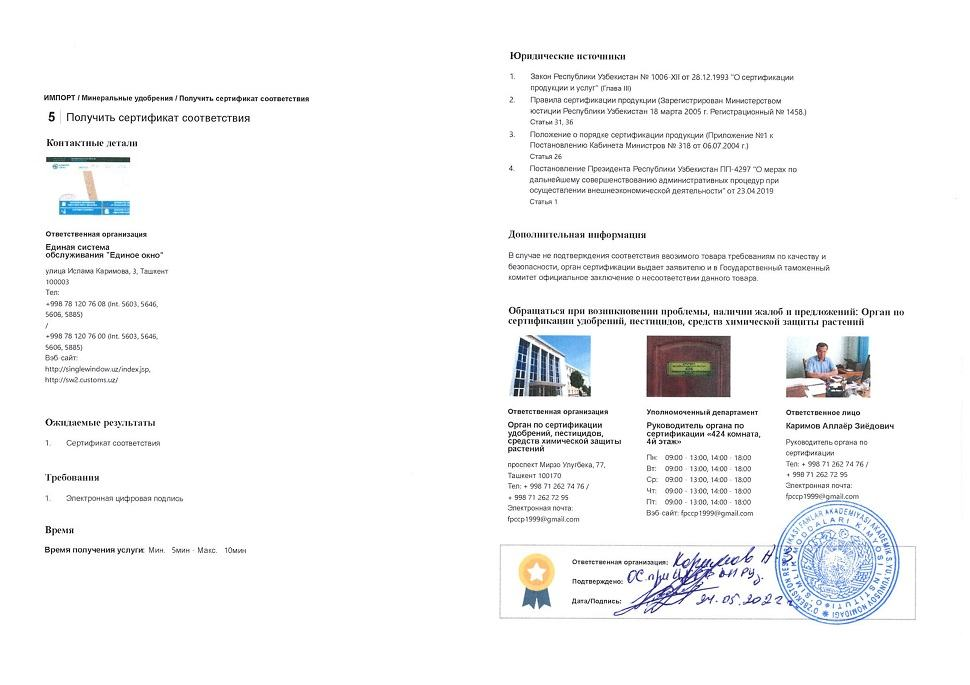 ИМПОРТ / Минеральные удобрения / Получить сертификат соответствия
5 Получить сертификат соответствия
Контактные детали
Ответственная организация
Единая система
обслуживания "Единое окно"
улица Ислама Каримова, 3, Ташкент
100003
Тел:
+998 78 120 76 08 (Int. 5603, 5646,
5606, 5885)
/
+998 78 120 76 00 (Int. 5603, 5646,
5606, 5885)
Вэб-сайт:
http://singlewindow.uz/index.jsp,
http://sw2.customs.uz/
Ожидаемые результаты
1. Сертификат соответствия
Требования
1. Электронная цифровая подпись
Время
Время получения услуги: Мин. 5мин - Макс. 10мин
Юридические источники
1. Закон Республики Узбекистан № 1006-XII от 28.12.1993 "О сертификации
продукции и услуг" (Глава III)
2. Правила сертификации продукции (Зарегистрирован Министерством
юстиции Республики Узбекистан 18 марта 2005 г. Регистрационный № 1458.)
Статьи 31, 36
3. Положение о порядке сертификации продукции (Приложение №1 к
Постановлению Кабинета Министров № 318 от 06.07.2004 г.)
Статья 26
4. Постановление Президента Республики Узбекистан ПП-4297 "О мерах по
дальнейшему совершенствованию административных процедур при
осуществлении внешнеэкономической деятельности" от 23.04.2019
Статья 1
Дополнительная информация
В случае не подтверждения соответствия ввозимого товара требованиям по качеству и
безопасности, орган сертификации выдает заявителю и в Государственный таможенный
комитет официальное заключение о несоответствии данного товара.
Обращаться при возникновении проблемы, наличии жалоб и предложений: Орган по
сертификации удобрений, пестицидов, средств химической защиты растений
Ответственная организация
Орган по сертификации
удобрений, пестицидов,
средств химической защиты
растений
проспект Мирзо Улугбека, 77,
Ташкент 100170
Тел: + 998 71 262 74 76 /
+ 998 71 262 72 95
Электронная почта:
fpccp1999@gmail.com
Уполномоченный департамент
Руководитель органа по
сертификации «424 комната,
4й этаж»
Пн: 09:00 - 13:00, 14:00 - 18:00
Вт: 09:00 - 13:00, 14:00 - 18:00
Ср: 09:00 - 13:00, 14:00 - 18:00
Чт: 09:00 - 13:00, 14:00 - 18:00
Пт: 09:00 - 13:00, 14:00 - 18:00
Вэб-сайт: fpccp1999@gmail.com
Ответственное лицо
Каримов Аллаёр Зиёдович
Руководитель органа по
сертификации
Тел: + 998 71 262 74 76 /
+ 998 71 262 72 95
Электронная почта:
fpccp1999@gmail.com
Ответственная организация: Каримов А.
Подтверждено: ОС при
Дата/Подпись: 24.05.2022